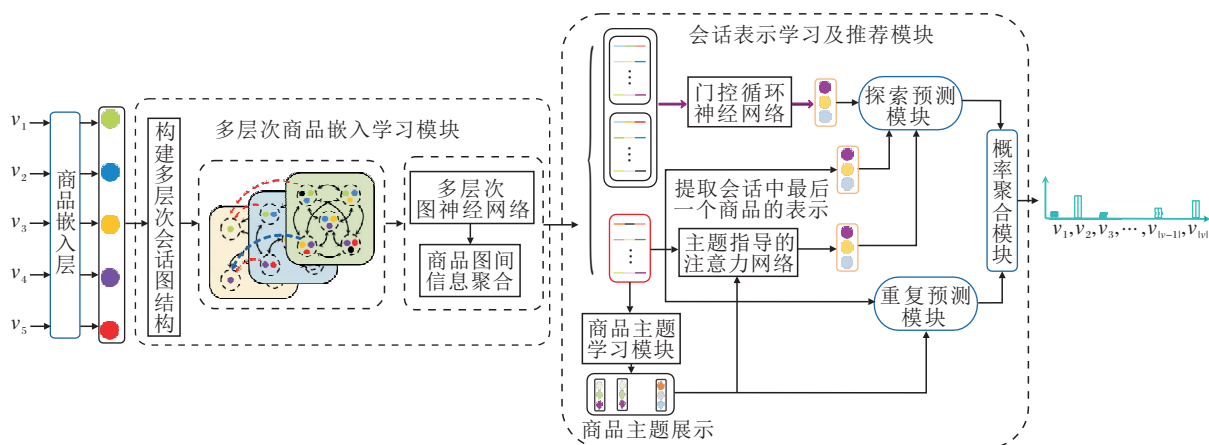 v1
v2
v3
v4
v5
商品嵌入层
构建多层次会话图结构
多层次商品嵌入学习模块
多层次
图神经网络
商品图间
信息聚合
会话表示学习及推荐模块
门控循环
神经网络
探索预测
模块
提取会话中最后
一个商品的表示
主题指导的
注意力网络
重复预测
模块
商品主题
学习模块
商品主题展示
概率聚合模块
v1, v2, v3, ⋯, v|v-1|, v|v|